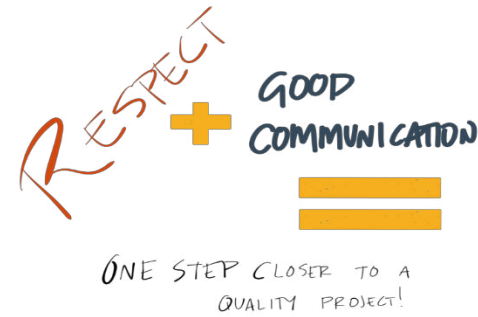 RESPECT
+
GOOD
COMMUNICATION
=
ONE STEP CLOSER TO A
QUALITY PROJECT!